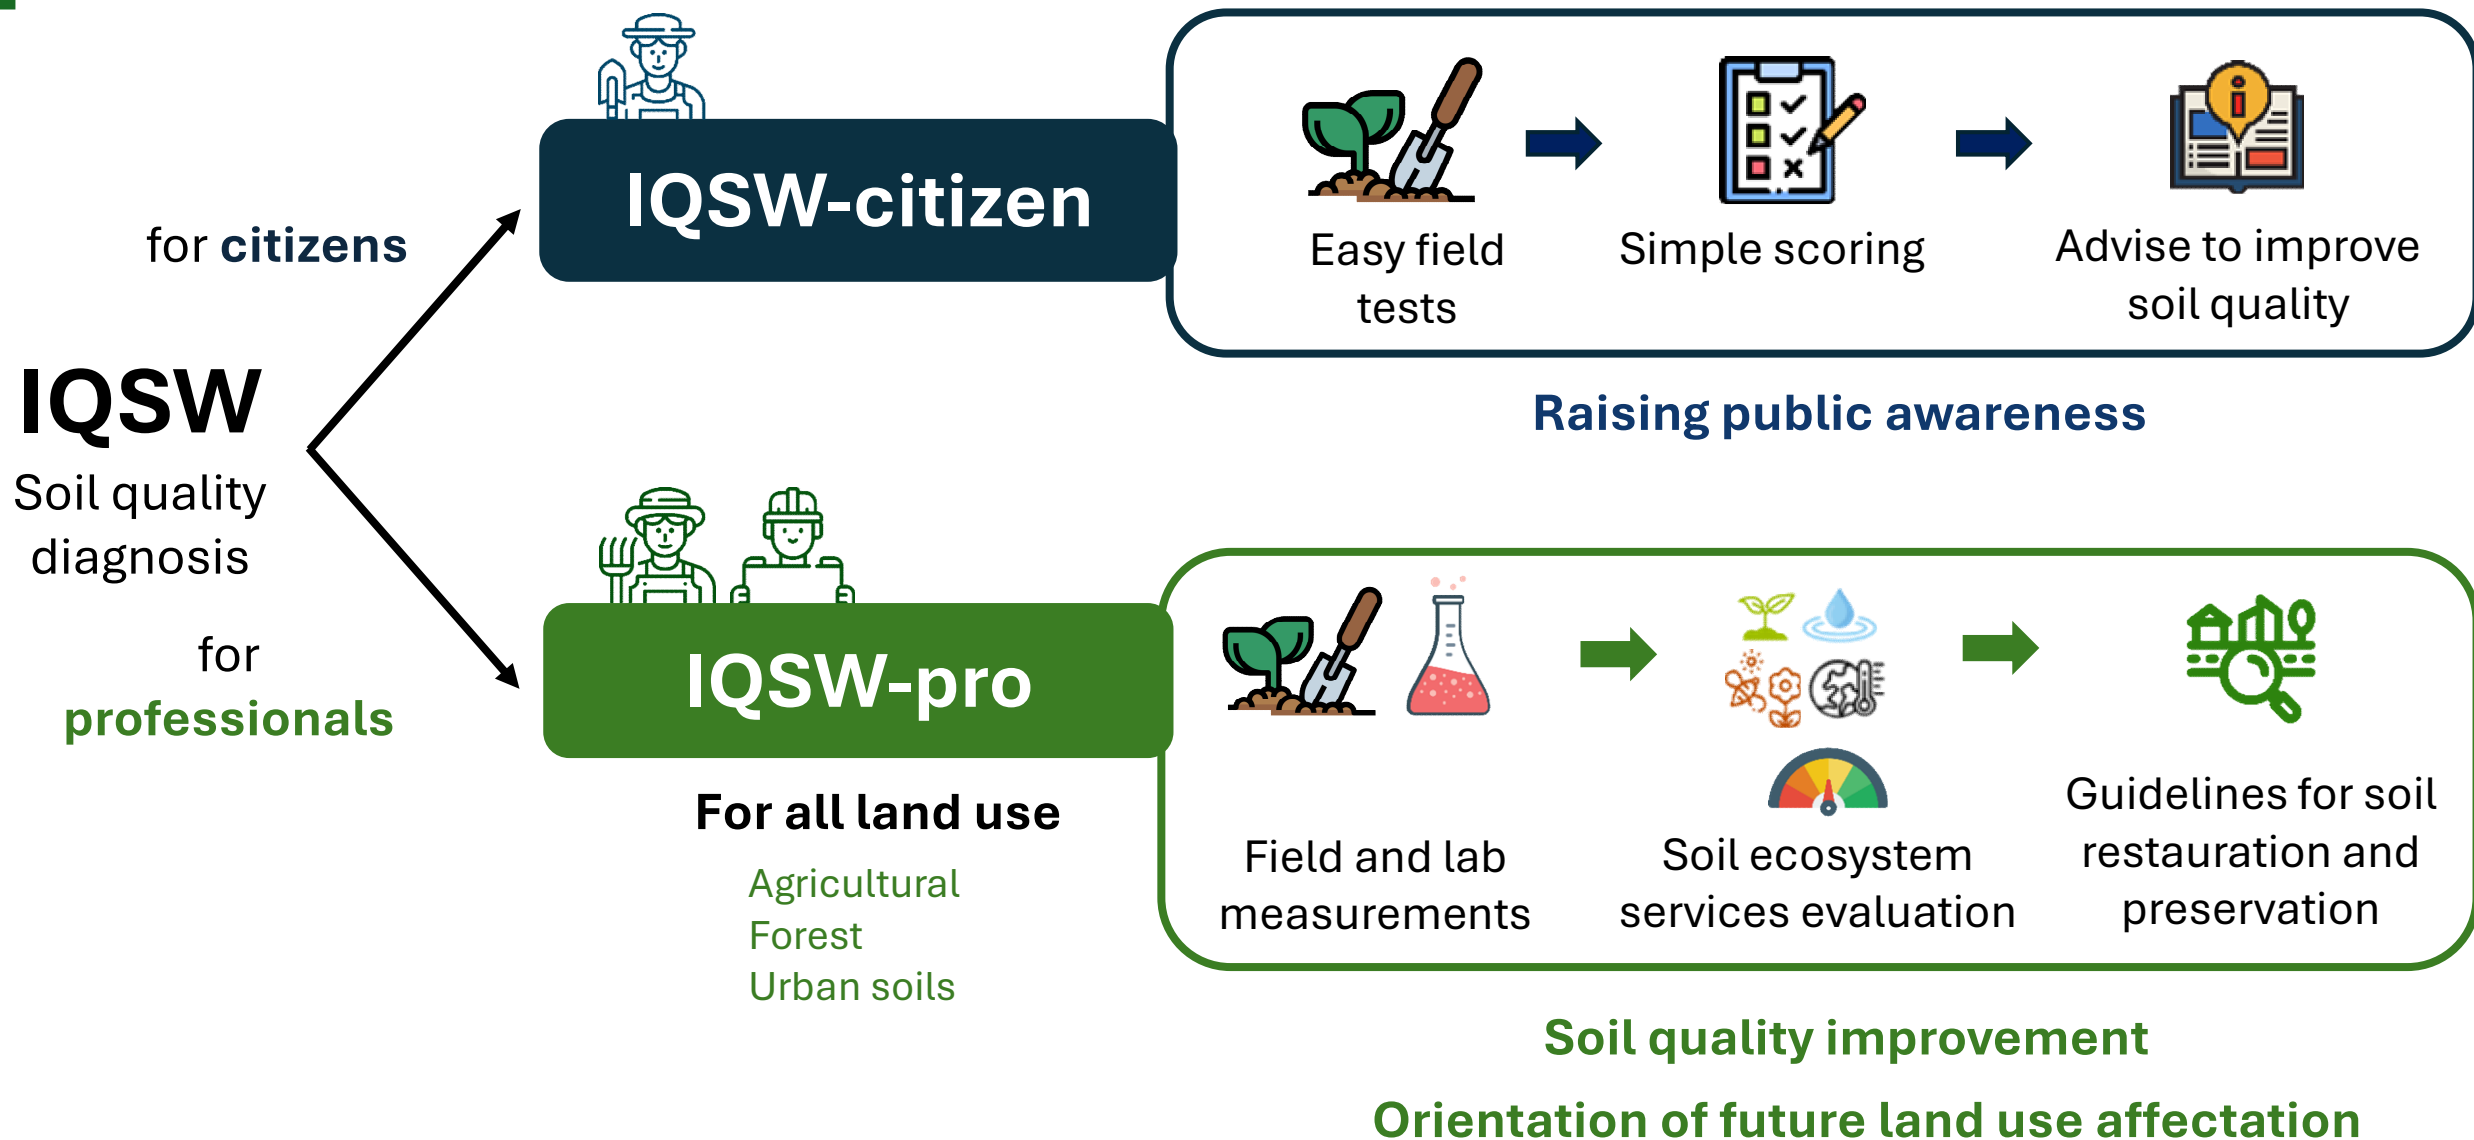 IQSW
Soil quality
diagnosis
for citizens
IQSW-citizen
Easy field
tests
Simple scoring
Advise to improve
soil quality
Raising public awareness
for
professionals
IQSW-pro
For all land use
Agricultural
Forest
Urban soils
Field and lab
measurements
Soil ecosystem
services evaluation
Guidelines for soil
restauration and
preservation
Soil quality improvement
Orientation of future land use affectation